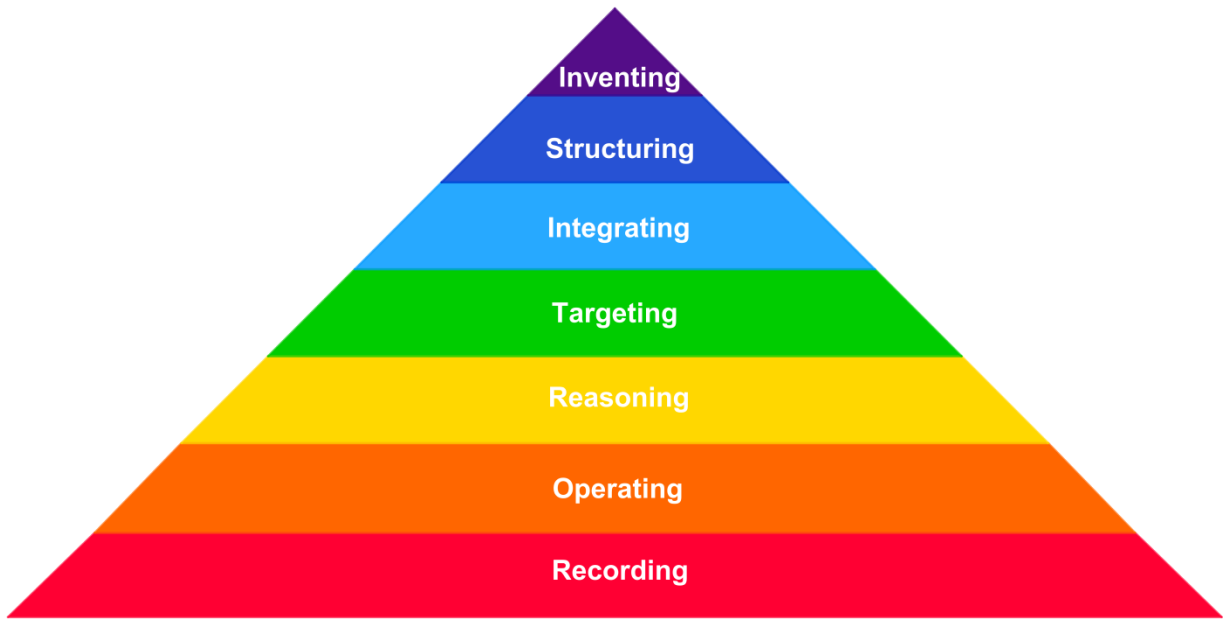 Inventing
Structuring
Integrating
Targeting
Reasoning
Operating
Recording